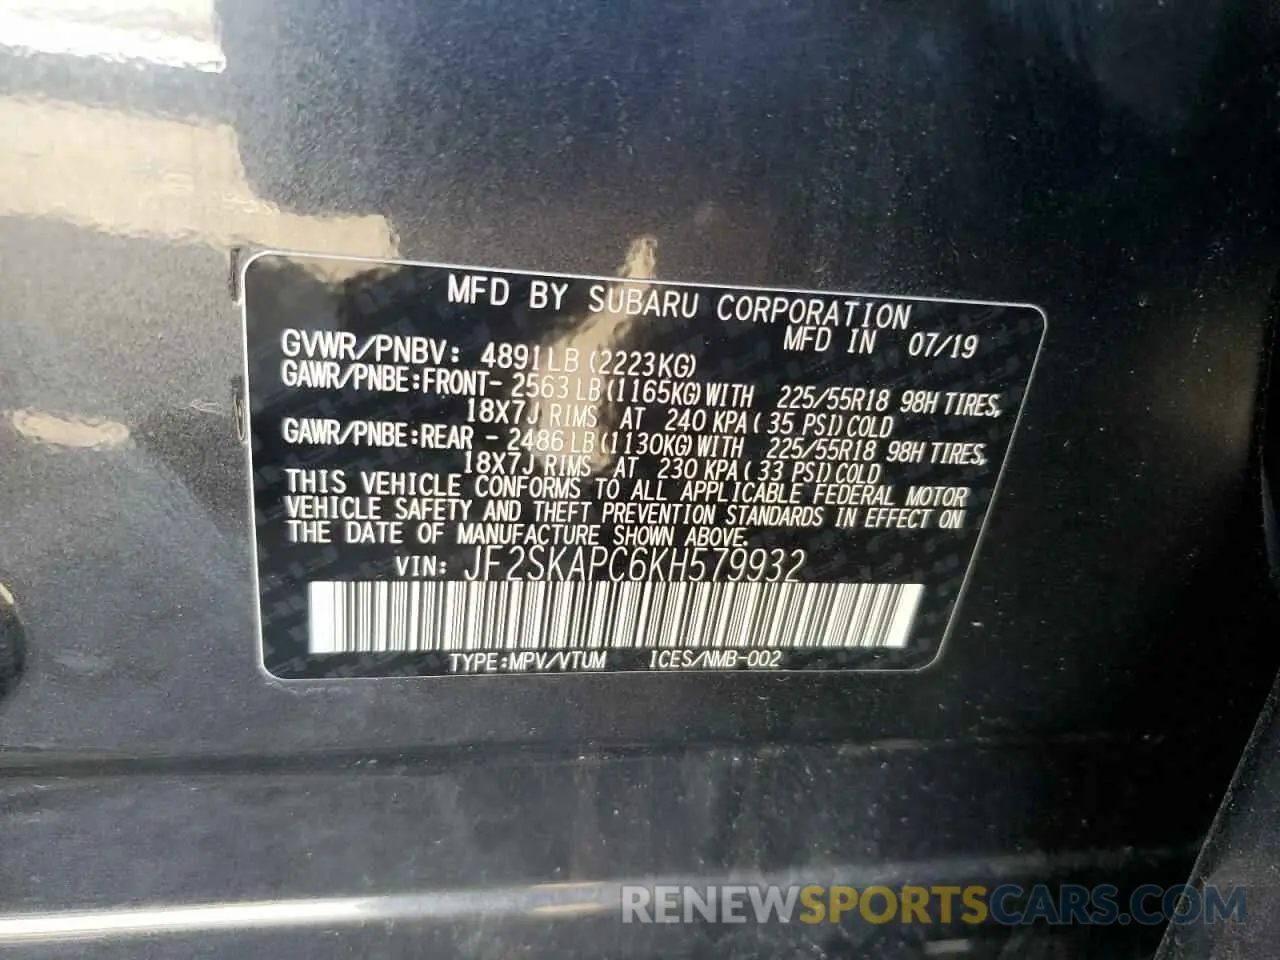 MFD BY SUBARU CORPORATION
MFD IN 07/19
GVWR/PNBV: 4891LB (2223KG)
GAWR/PNBE:FRONT- 2563 LB (1165KG) WITH 225/55R18 98H TIRES,
18X7J RIMS AT 240 KPA ( 35 PSI) COLD
GAWR/PNBE:REAR - 2486 LB (1130KG) WITH 225/55R18 98H TIRES,
18X7J RIMS AT 230 KPA ( 33 PSI) COLD
THIS VEHICLE CONFORMS TO ALL APPLICABLE FEDERAL MOTOR
VEHICLE SAFETY AND THEFT PREVENTION STANDARDS IN EFFECT ON
THE DATE OF MANUFACTURE SHOWN ABOVE.
VIN: JF2SKAPC6KH579932
TYPE:MPV/VTUM ICES/NMB-002
RENEWSPORTSCARS.COM